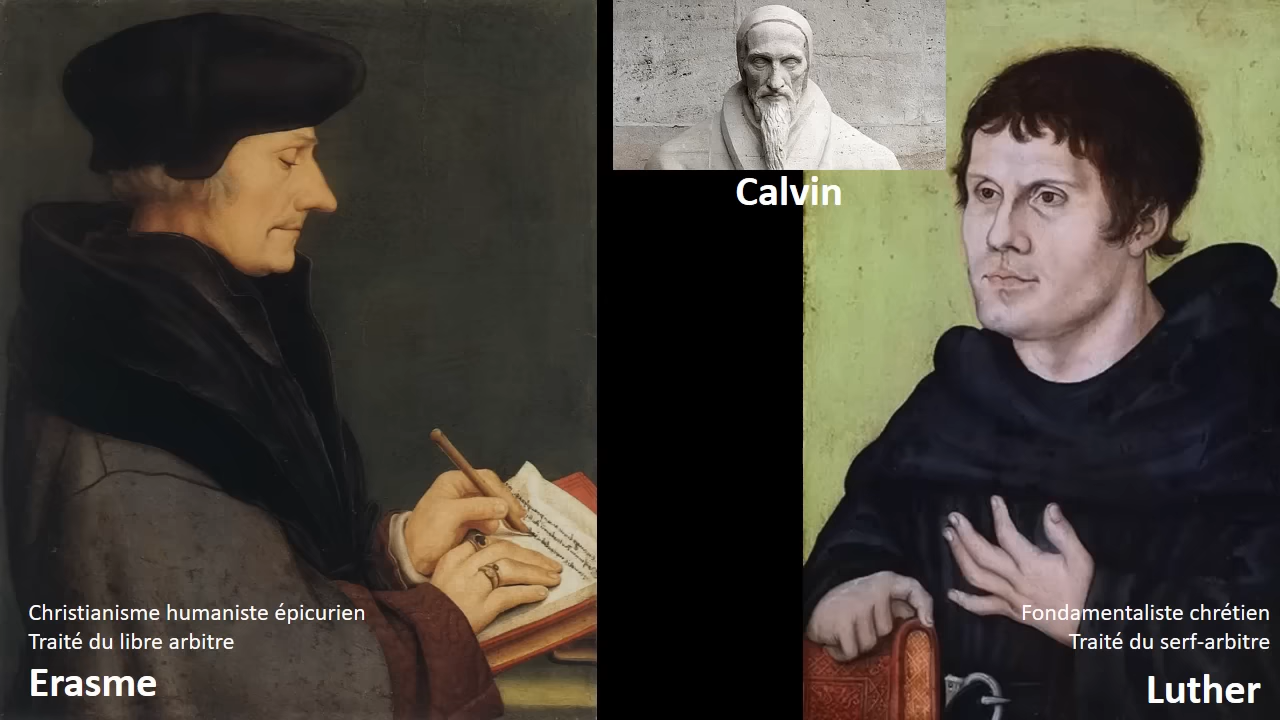 Calvin
Christianisme humaniste épicurien
Traité du libre arbitre
Erasme
Fondamentaliste chrétien
Traité du serf-arbitre
Luther